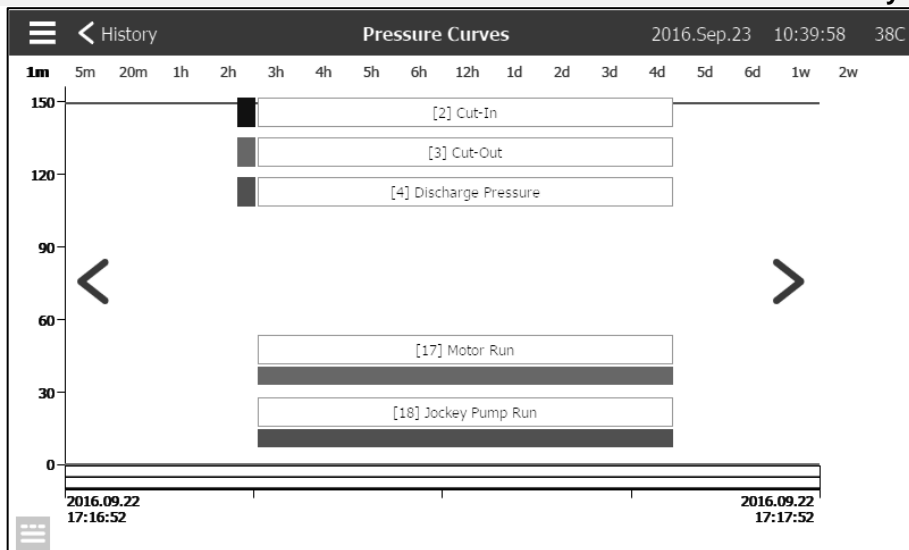 History Pressure Curves 2016.Sep.23 10:39:58 38C
1m 5m 20m 1h 2h 3h 4h 5h 6h 12h 1d 2d 3d 4d 5d 6d 1w 2w
150
[2] Cut-In
[3] Cut-Out
120
[4] Discharge Pressure
90
60
[17] Motor Run
30
[18] Jockey Pump Run
0
2016.09.22 2016.09.22
17:16:52 17:17:52